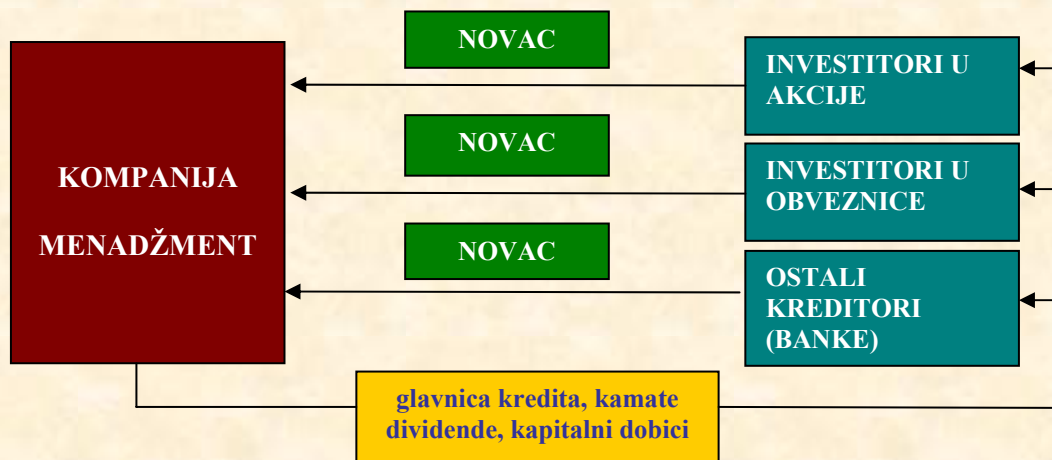 KOMPANIJA
MENADŽMENT
NOVAC
NOVAC
NOVAC
INVESTITORI U
AKCIJE
INVESTITORI U
OBVEZNICE
OSTALI
KREDITORI
(BANKE)
glavnica kredita, kamate
dividende, kapitalni dobici